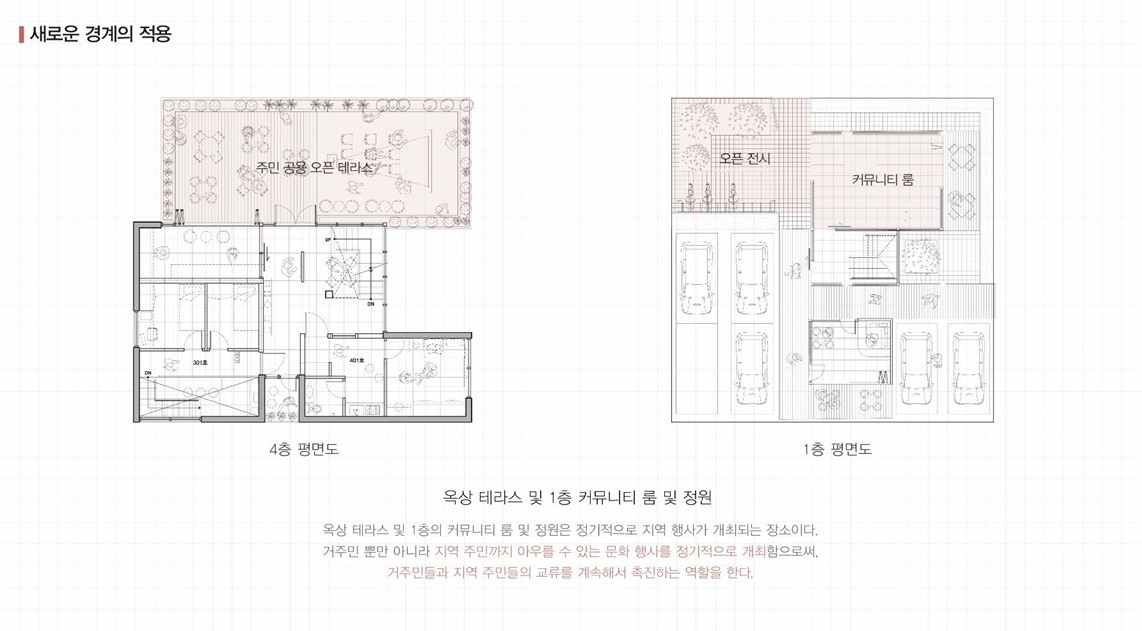 새로운 경계의 적용
주민 공용 오픈 테라스
오픈 전시
커뮤니티 룸
UP
DN
301호
401호
DN
4층 평면도
1층 평면도
옥상 테라스 및 1층 커뮤니티 룸 및 정원
옥상 테라스 및 1층의 커뮤니티 룸 및 정원은 정기적으로 지역 행사가 개최되는 장소이다.
거주민 뿐만 아니라 지역 주민까지 아우를 수 있는 문화 행사를 정기적으로 개최함으로써,
거주민들과 지역 주민들의 교류를 계속해서 촉진하는 역할을 한다.